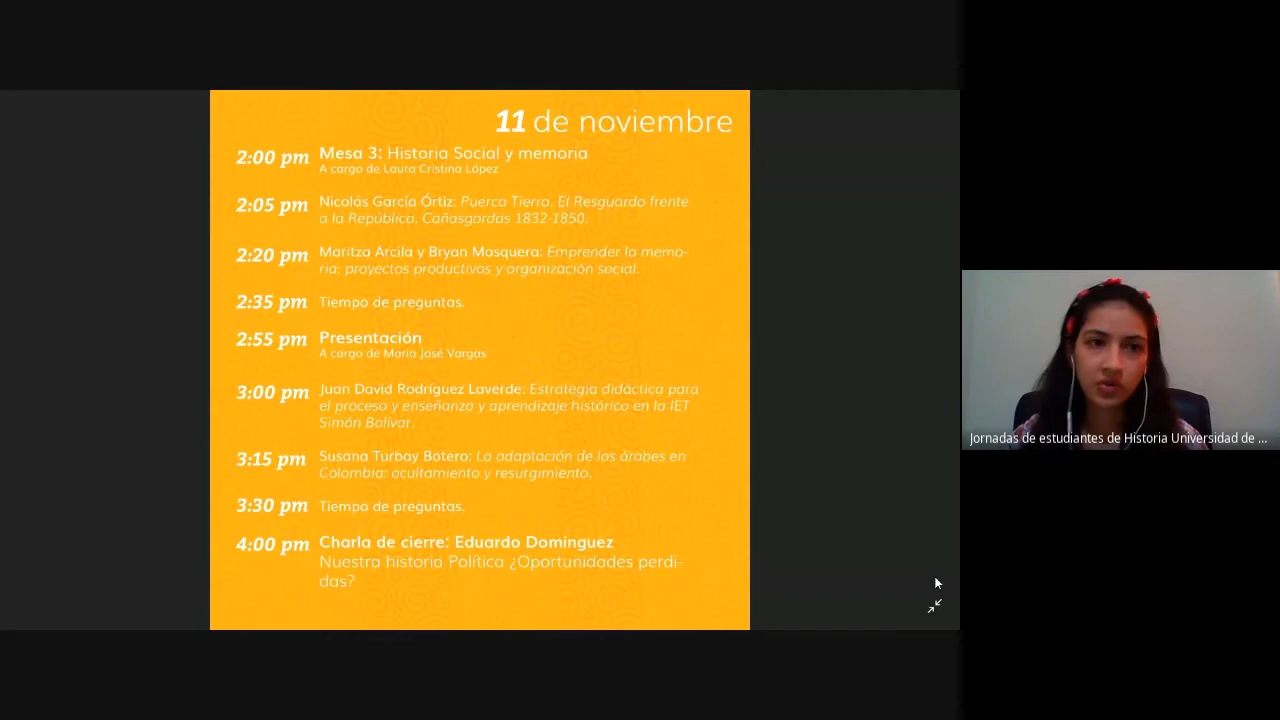 11 de noviembre
2:00 pm Mesa 3: Historia Social y memoria
A cargo de Laura Cristina López
2:05 pm Nicolás García Órtiz: Puerca Tierra. El Resguardo frente
a la República. Cañasgordas 1832-1850.
2:20 pm Maritza Arcila y Bryan Mosquera: Emprender la memo-
ria: proyectos productivos y organización social.
2:35 pm Tiempo de preguntas.
2:55 pm Presentación
A cargo de Maria José Vargas
3:00 pm Juan David Rodríguez Laverde: Estrategia didáctica para
el proceso y enseñanza y aprendizaje histórico en la IET
Simón Bolívar.
3:15 pm Susana Turbay Botero: La adaptación de los árabes en
Colombia: ocultamiento y resurgimiento.
3:30 pm Tiempo de preguntas.
4:00 pm Charla de cierre: Eduardo Dominguez
Nuestra historia Política ¿Oportunidades perdi-
das?
Jornadas de estudiantes de Historia Universidad de ...